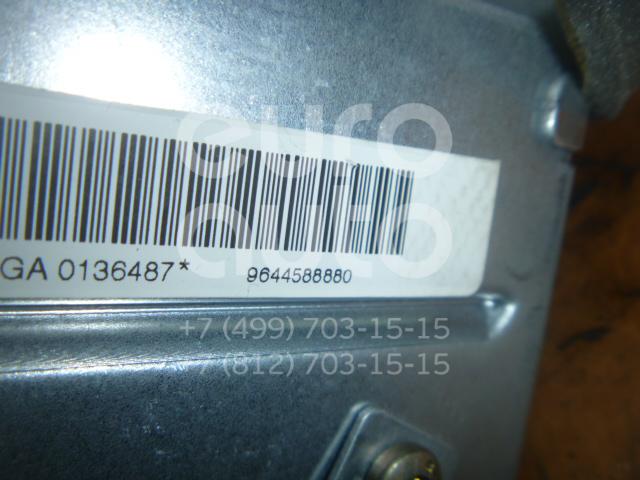 euro
auto
GA 0136487* 9644588880
+7 (499) 703-15-15
+7 (812) 703-15-15